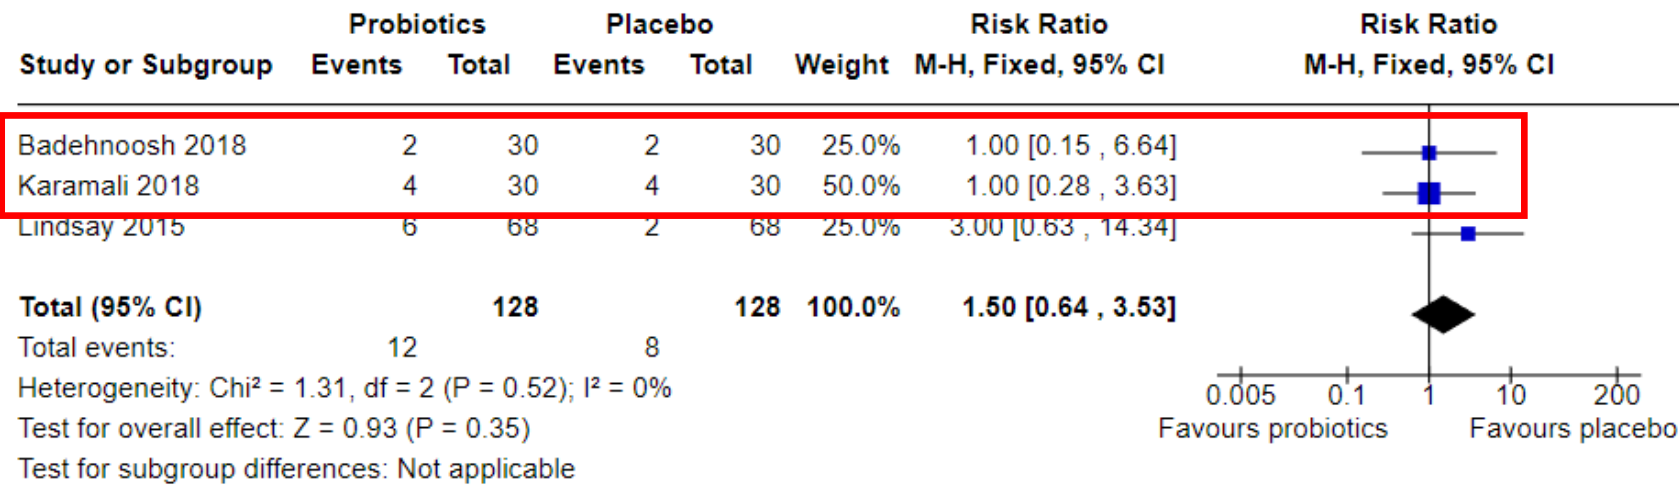 Probiotics Placebo Risk Ratio Risk Ratio
Study or Subgroup Events Total Events Total Weight M-H, Fixed, 95% CI M-H, Fixed, 95% CI
Badehnoosh 2018 2 30 2 30 25.0% 1.00 [0.15 , 6.64]
Karamali 2018 4 30 4 30 50.0% 1.00 [0.28 , 3.63]
Lindsay 2015 6 68 2 68 25.0% 3.00 [0.63 , 14.34]
Total (95% CI) 128 128 100.0% 1.50 [0.64 , 3.53]
Total events: 12 8
Heterogeneity: Chi² = 1.31, df = 2 (P = 0.52); I² = 0%
0.005 0.1 1 10 200
Test for overall effect: Z = 0.93 (P = 0.35)
Favours probiotics Favours placebo
Test for subgroup differences: Not applicable